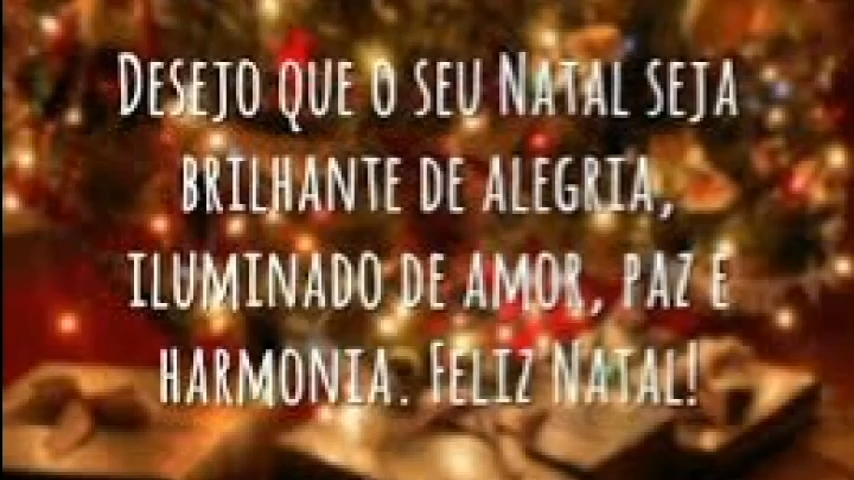 Desejo que o seu Natal seja
brilhante de alegria,
iluminado de amor, paz e
harmonia. Feliz Natal!